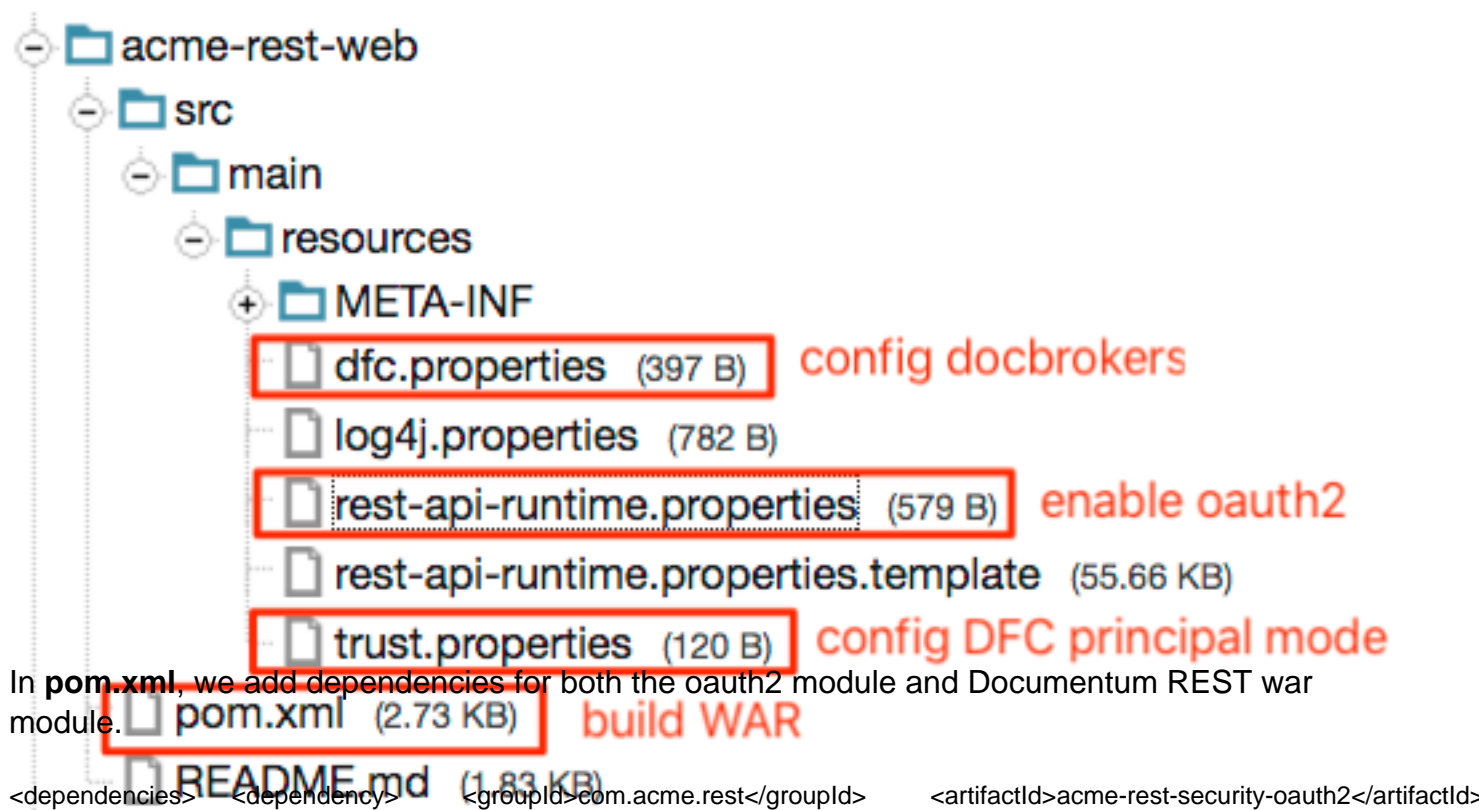 acme-rest-web
src
main
resources
META-INF
dfc.properties (397 B) config docbrokers
log4j.properties (782 B)
rest-api-runtime.properties (579 B) enable oauth2
rest-api-runtime.properties.template (55.66 KB)
trust.properties (120 B) config DFC principal mode
In pom.xml, we add dependencies for both the oauth2 module and Documentum REST war
module.
pom.xml (2.73 KB) build WAR
README.md (1.83 KB)
<dependencies> <dependency> <groupId>com.acme.rest</groupId> <artifactId>acme-rest-security-oauth2</artifactId>